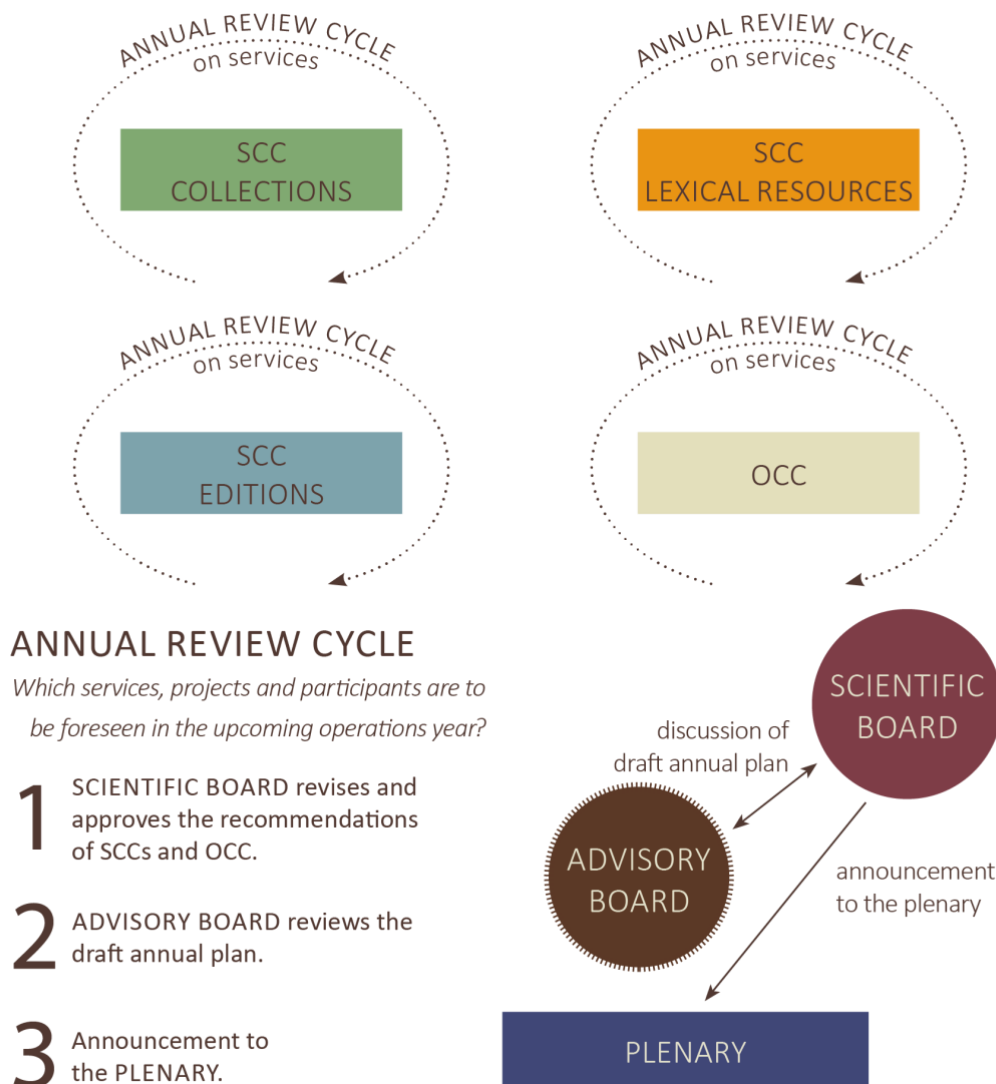 ANNUAL REVIEW CYCLE
on services
SCC
COLLECTIONS
ANNUAL REVIEW CYCLE
on services
SCC
LEXICAL RESOURCES
ANNUAL REVIEW CYCLE
on services
SCC
EDITIONS
ANNUAL REVIEW CYCLE
on services
OCC
ANNUAL REVIEW CYCLE
Which services, projects and participants are to
be foreseen in the upcoming operations year?
1
SCIENTIFIC BOARD revises and
approves the recommendations
of SCCs and OCC.
2
ADVISORY BOARD reviews the
draft annual plan.
3
Announcement to
the PLENARY.
SCIENTIFIC
BOARD
discussion of
draft annual plan
ADVISORY
BOARD
announcement
to the plenary
PLENARY